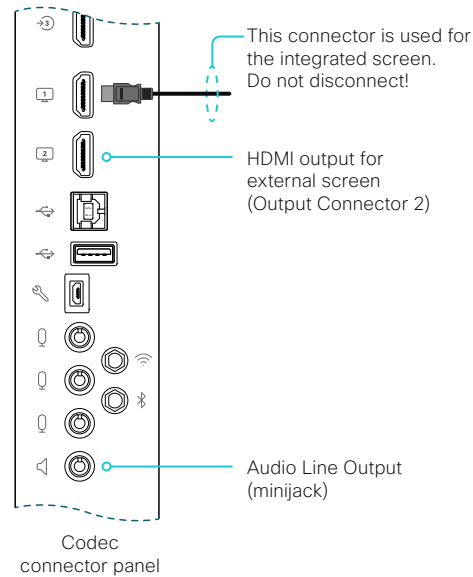 3
This connector is used for
the integrated screen.
Do not disconnect!
1
2
HDMI output for
external screen
(Output Connector 2)
Audio Line Output
(minijack)
Codec
connector panel